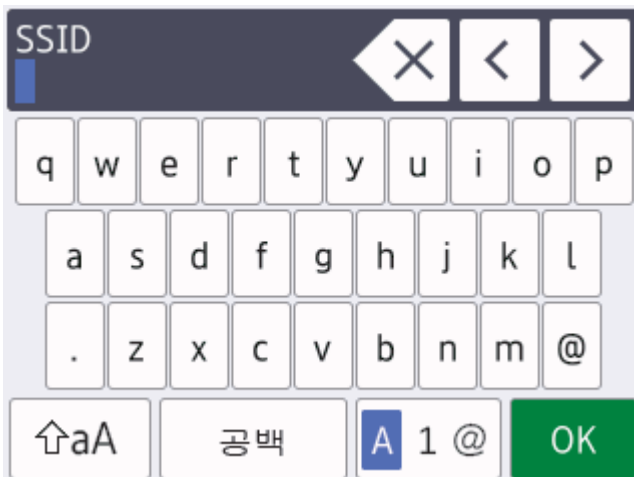 SSID
q w e r t y u i o p
a s d f g h j k l
. z x c v b n m @
aA 공백 A 1 @ OK